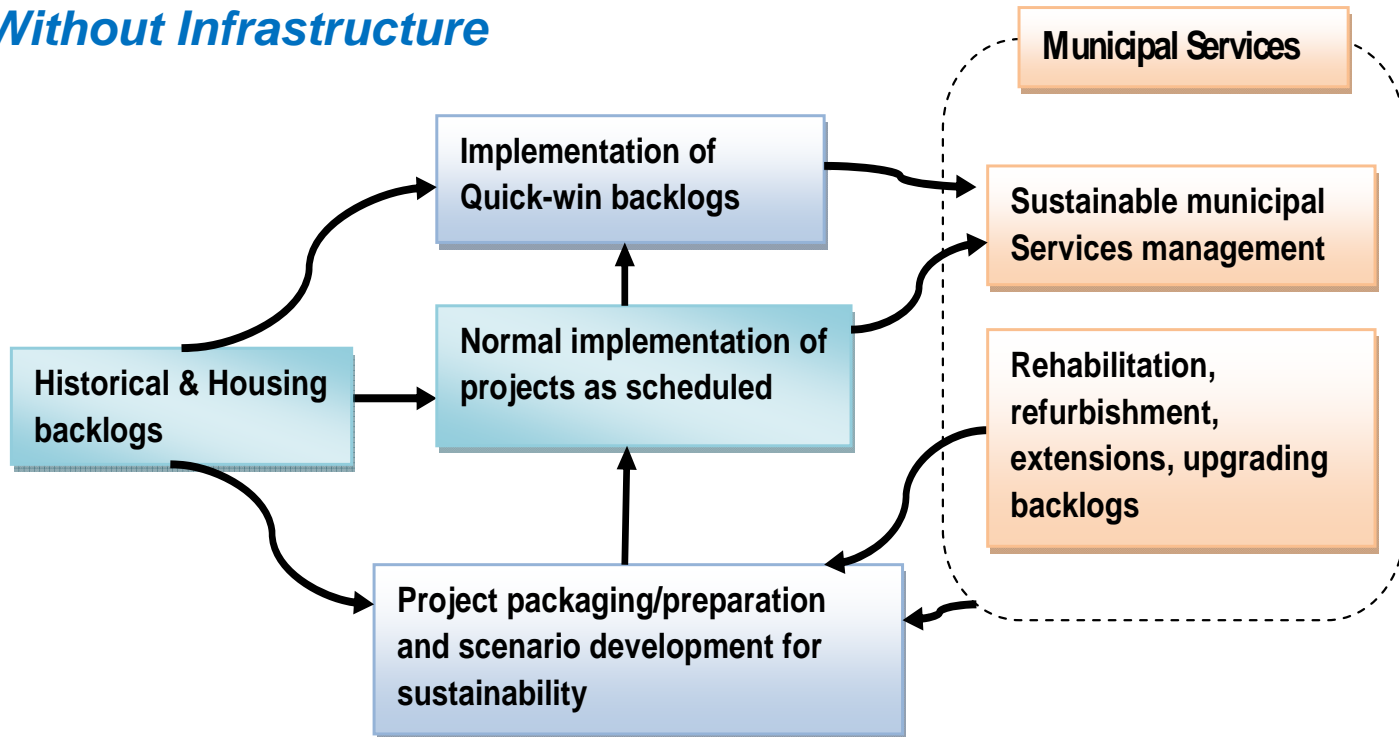 Without Infrastructure
Municipal Services
Implementation of
Quick-win backlogs
Sustainable municipal
Services management
Normal implementation of
projects as scheduled
Historical & Housing
backlogs
Rehabilitation,
refurbishment,
extensions, upgrading
backlogs
Project packaging/preparation
and scenario development for
sustainability